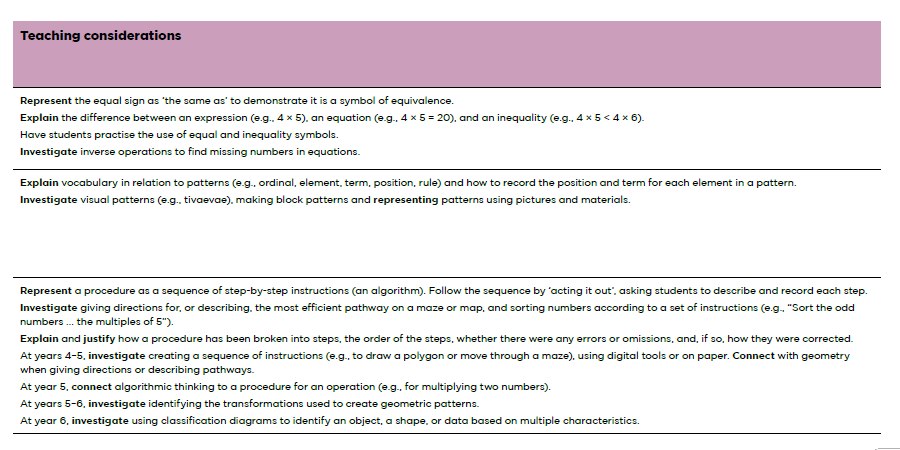 Teaching considerations
Represent the equal sign as 'the same as' to demonstrate it is a symbol of equivalence.
Explain the difference between an expression (e.g., 4 × 5), an equation (e.g., 4 × 5 = 20), and an inequality (e.g., 4 × 5 < 4 × 6).
Have students practise the use of equal and inequality symbols.
Investigate inverse operations to find missing numbers in equations.
Explain vocabulary in relation to patterns (e.g., ordinal, element, term, position, rule) and how to record the position and term for each element in a pattern.
Investigate visual patterns (e.g., tivaevae), making block patterns and representing patterns using pictures and materials.
Represent a procedure as a sequence of step-by-step instructions (an algorithm). Follow the sequence by 'acting it out', asking students to describe and record each step.
Investigate giving directions for, or describing, the most efficient pathway on a maze or map, and sorting numbers according to a set of instructions (e.g., "Sort the odd
numbers ... the multiples of 5").
Explain and justify how a procedure has been broken into steps, the order of the steps, whether there were any errors or omissions, and, if so, how they were corrected.
At years 4–5, investigate creating a sequence of instructions (e.g., to draw a polygon or move through a maze), using digital tools or on paper. Connect with geometry
when giving directions or describing pathways.
At year 5, connect algorithmic thinking to a procedure for an operation (e.g., for multiplying two numbers).
At years 5–6, investigate identifying the transformations used to create geometric patterns.
At year 6, investigate using classification diagrams to identify an object, a shape, or data based on multiple characteristics.